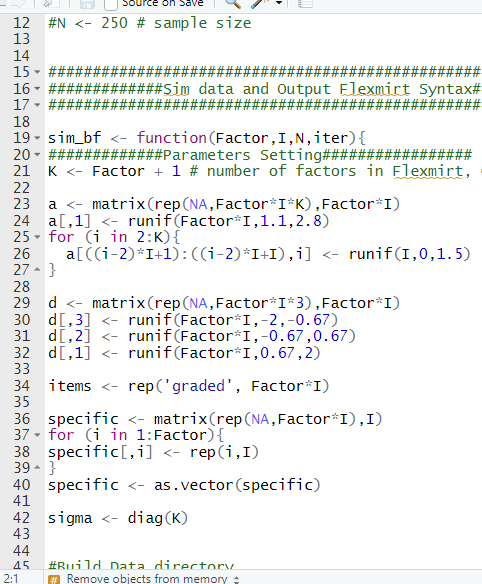 Source on Save
12 #N <- 250 # sample size
13
14
15 ################################################
16 #############Sim data and Output Flexmirt Syntax#
17 ################################################
18
19 sim_bf <- function(Factor,I,N,iter){
20 #############Parameters Setting#################
21 K <- Factor + 1 # number of factors in Flexmirt,
22
23 a <- matrix(rep(NA,Factor*I*K),Factor*I)
24 a[,1] <- runif(Factor*I,1.1,2.8)
25 for (i in 2:K){
26   a[((i-2)*I+1):((i-2)*I+I),i] <- runif(I,0,1.5)
27 }
28
29 d <- matrix(rep(NA,Factor*I*3),Factor*I)
30 d[,3] <- runif(Factor*I,-2,-0.67)
31 d[,2] <- runif(Factor*I,-0.67,0.67)
32 d[,1] <- runif(Factor*I,0.67,2)
33
34 items <- rep('graded', Factor*I)
35
36 specific <- matrix(rep(NA,Factor*I),I)
37 for (i in 1:Factor){
38 specific[,i] <- rep(i,I)
39 }
40 specific <- as.vector(specific)
41
42 sigma <- diag(K)
43
44
45 #Build Data directory
2:1 # Remove objects from memory